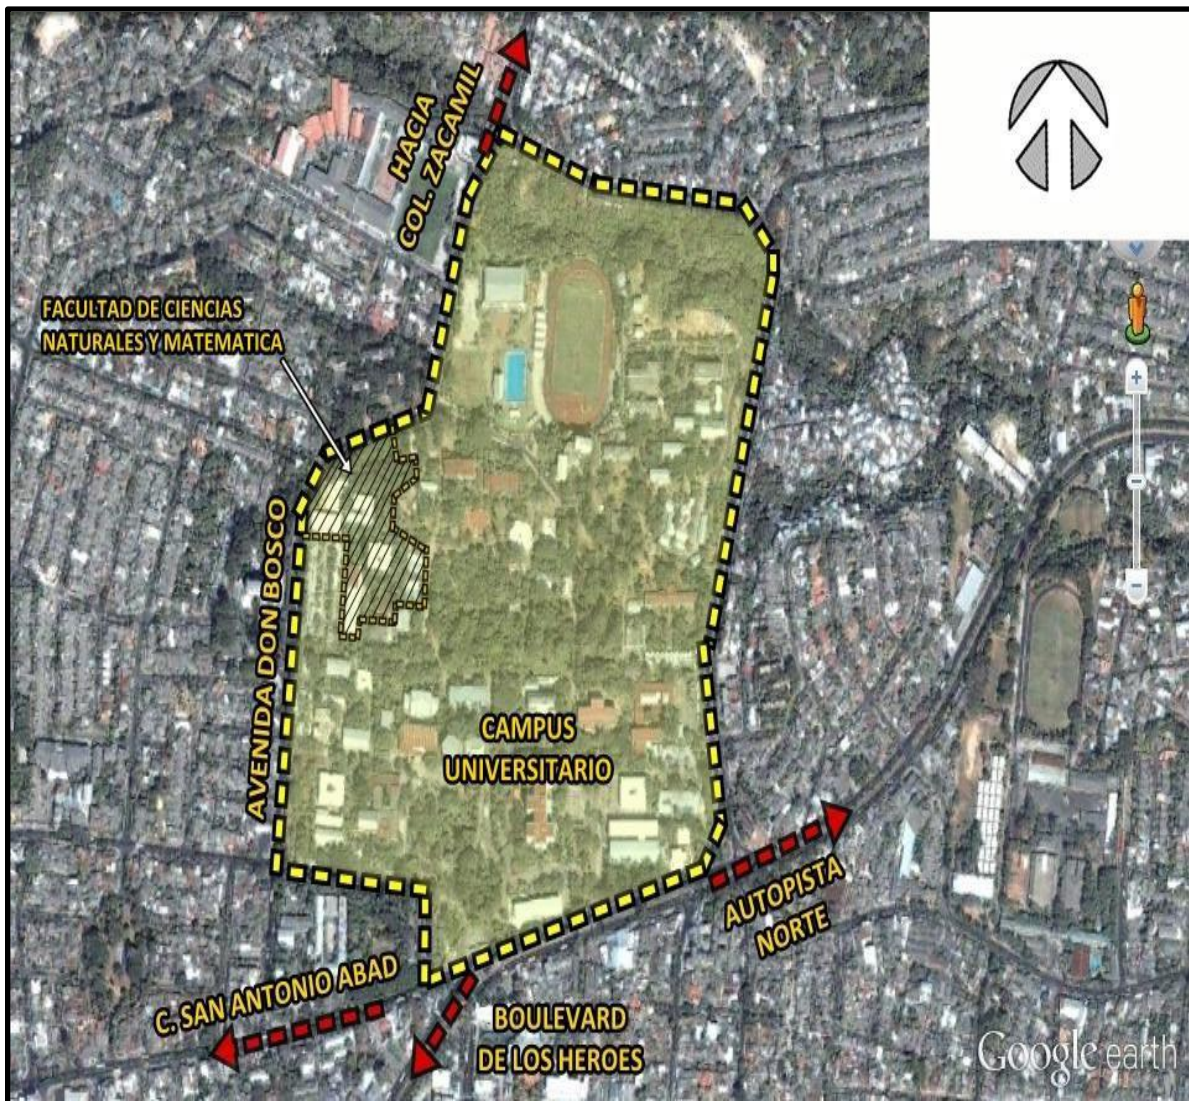 HACIA
COL. ZACAMIL
FACULTAD DE CIENCIAS
NATURALES Y MATEMATICA
AVENIDA DON BOSCO
CAMPUS
UNIVERSITARIO
AUTOPISTA
NORTE
C. SAN ANTONIO ABAD
BOULEVARD
DE LOS HEROES
Google earth